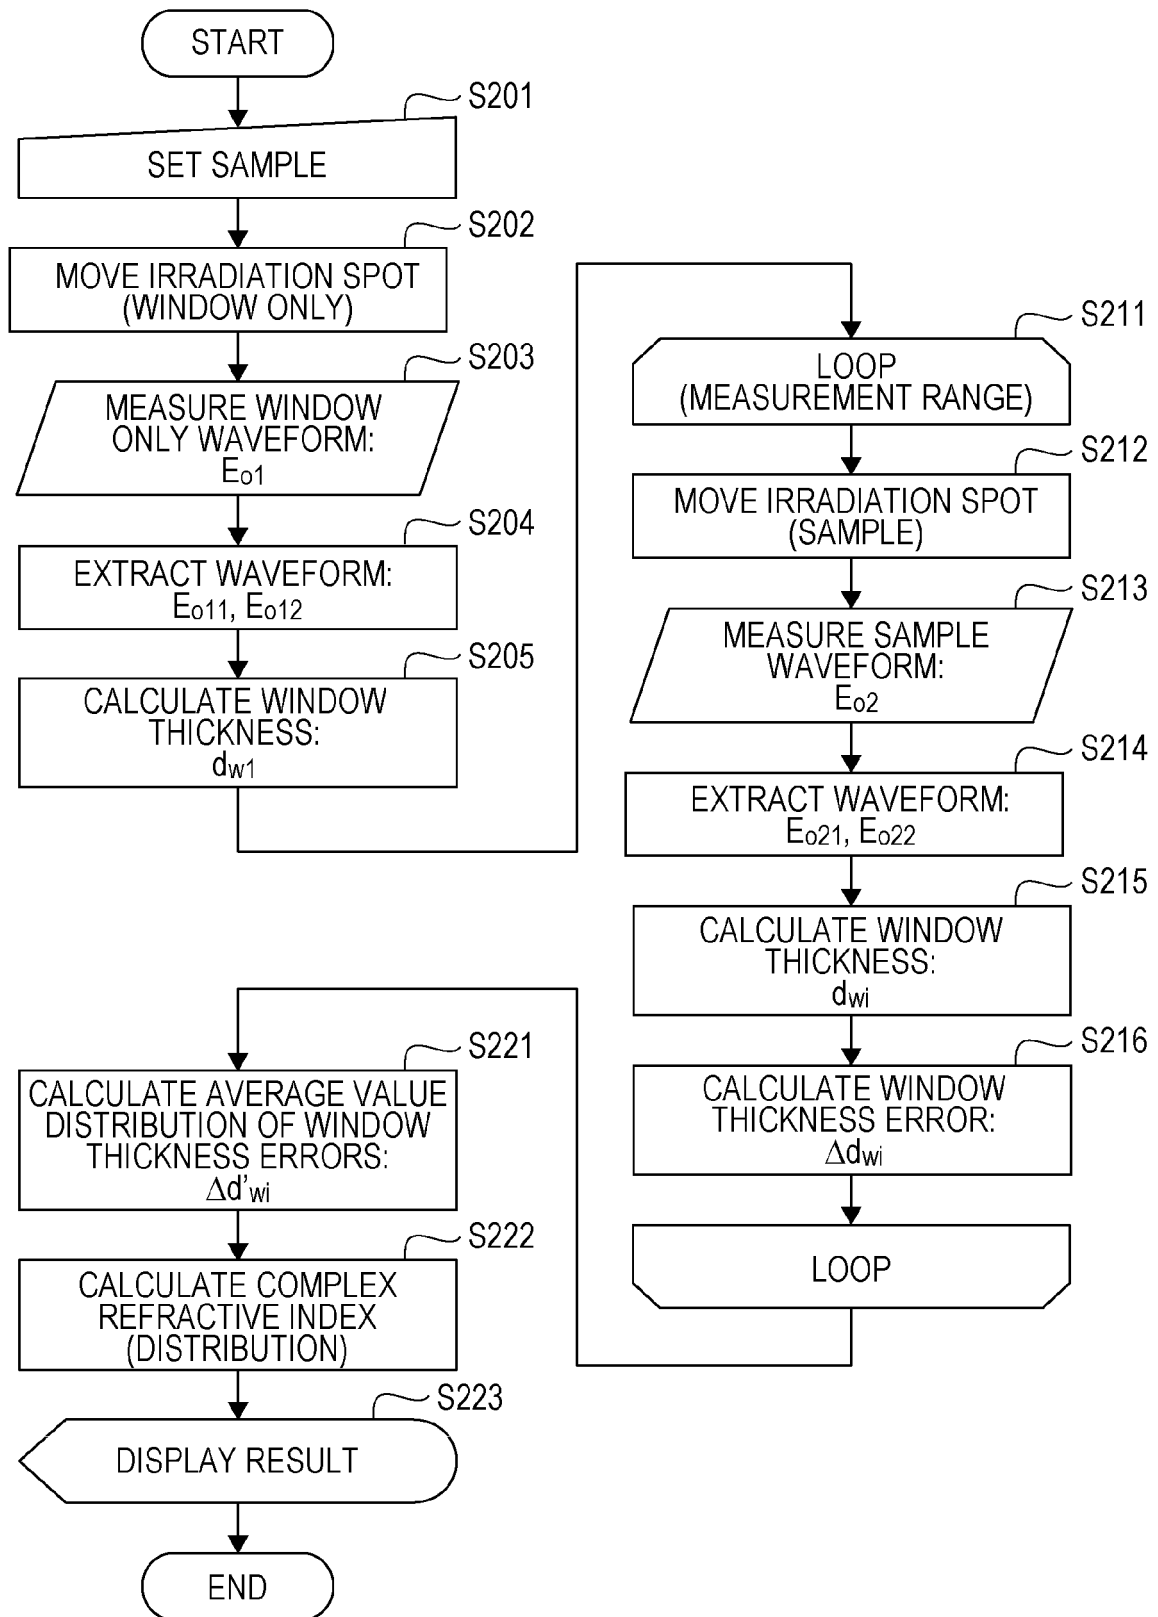 START
S201
SET SAMPLE
S202
MOVE IRRADIATION SPOT
(WINDOW ONLY)
S203
MEASURE WINDOW
ONLY WAVEFORM:
Eo1
S204
EXTRACT WAVEFORM:
Eo11, Eo12
S205
CALCULATE WINDOW
THICKNESS:
dw1
S211
LOOP
(MEASUREMENT RANGE)
S212
MOVE IRRADIATION SPOT
(SAMPLE)
S213
MEASURE SAMPLE
WAVEFORM:
Eo2
S214
EXTRACT WAVEFORM:
Eo21, Eo22
S215
CALCULATE WINDOW
THICKNESS:
dwi
S216
CALCULATE WINDOW
THICKNESS ERROR:
Δdwi
LOOP
S221
CALCULATE AVERAGE VALUE
DISTRIBUTION OF WINDOW
THICKNESS ERRORS:
Δd'wi
S222
CALCULATE COMPLEX
REFRACTIVE INDEX
(DISTRIBUTION)
S223
DISPLAY RESULT
END